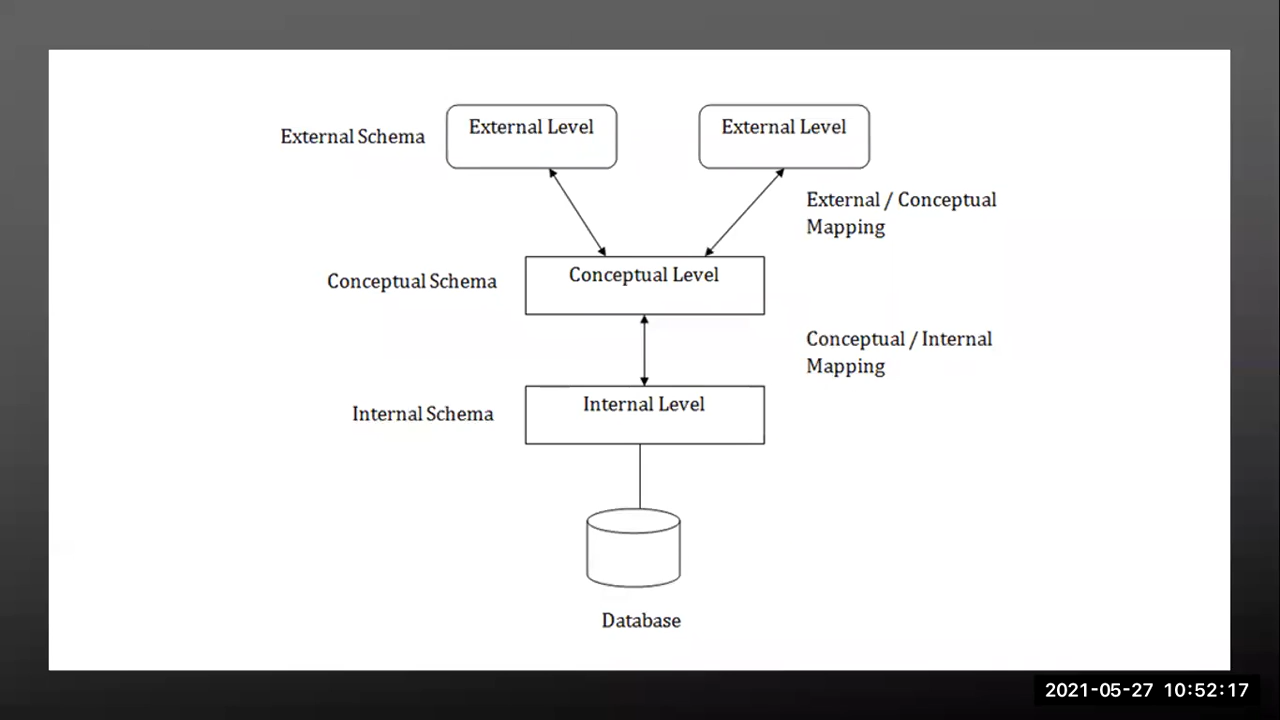 External Schema
External Level
External Level
External / Conceptual
Mapping
Conceptual Schema
Conceptual Level
Conceptual / Internal
Mapping
Internal Schema
Internal Level
Database
2021-05-27 10:52:17